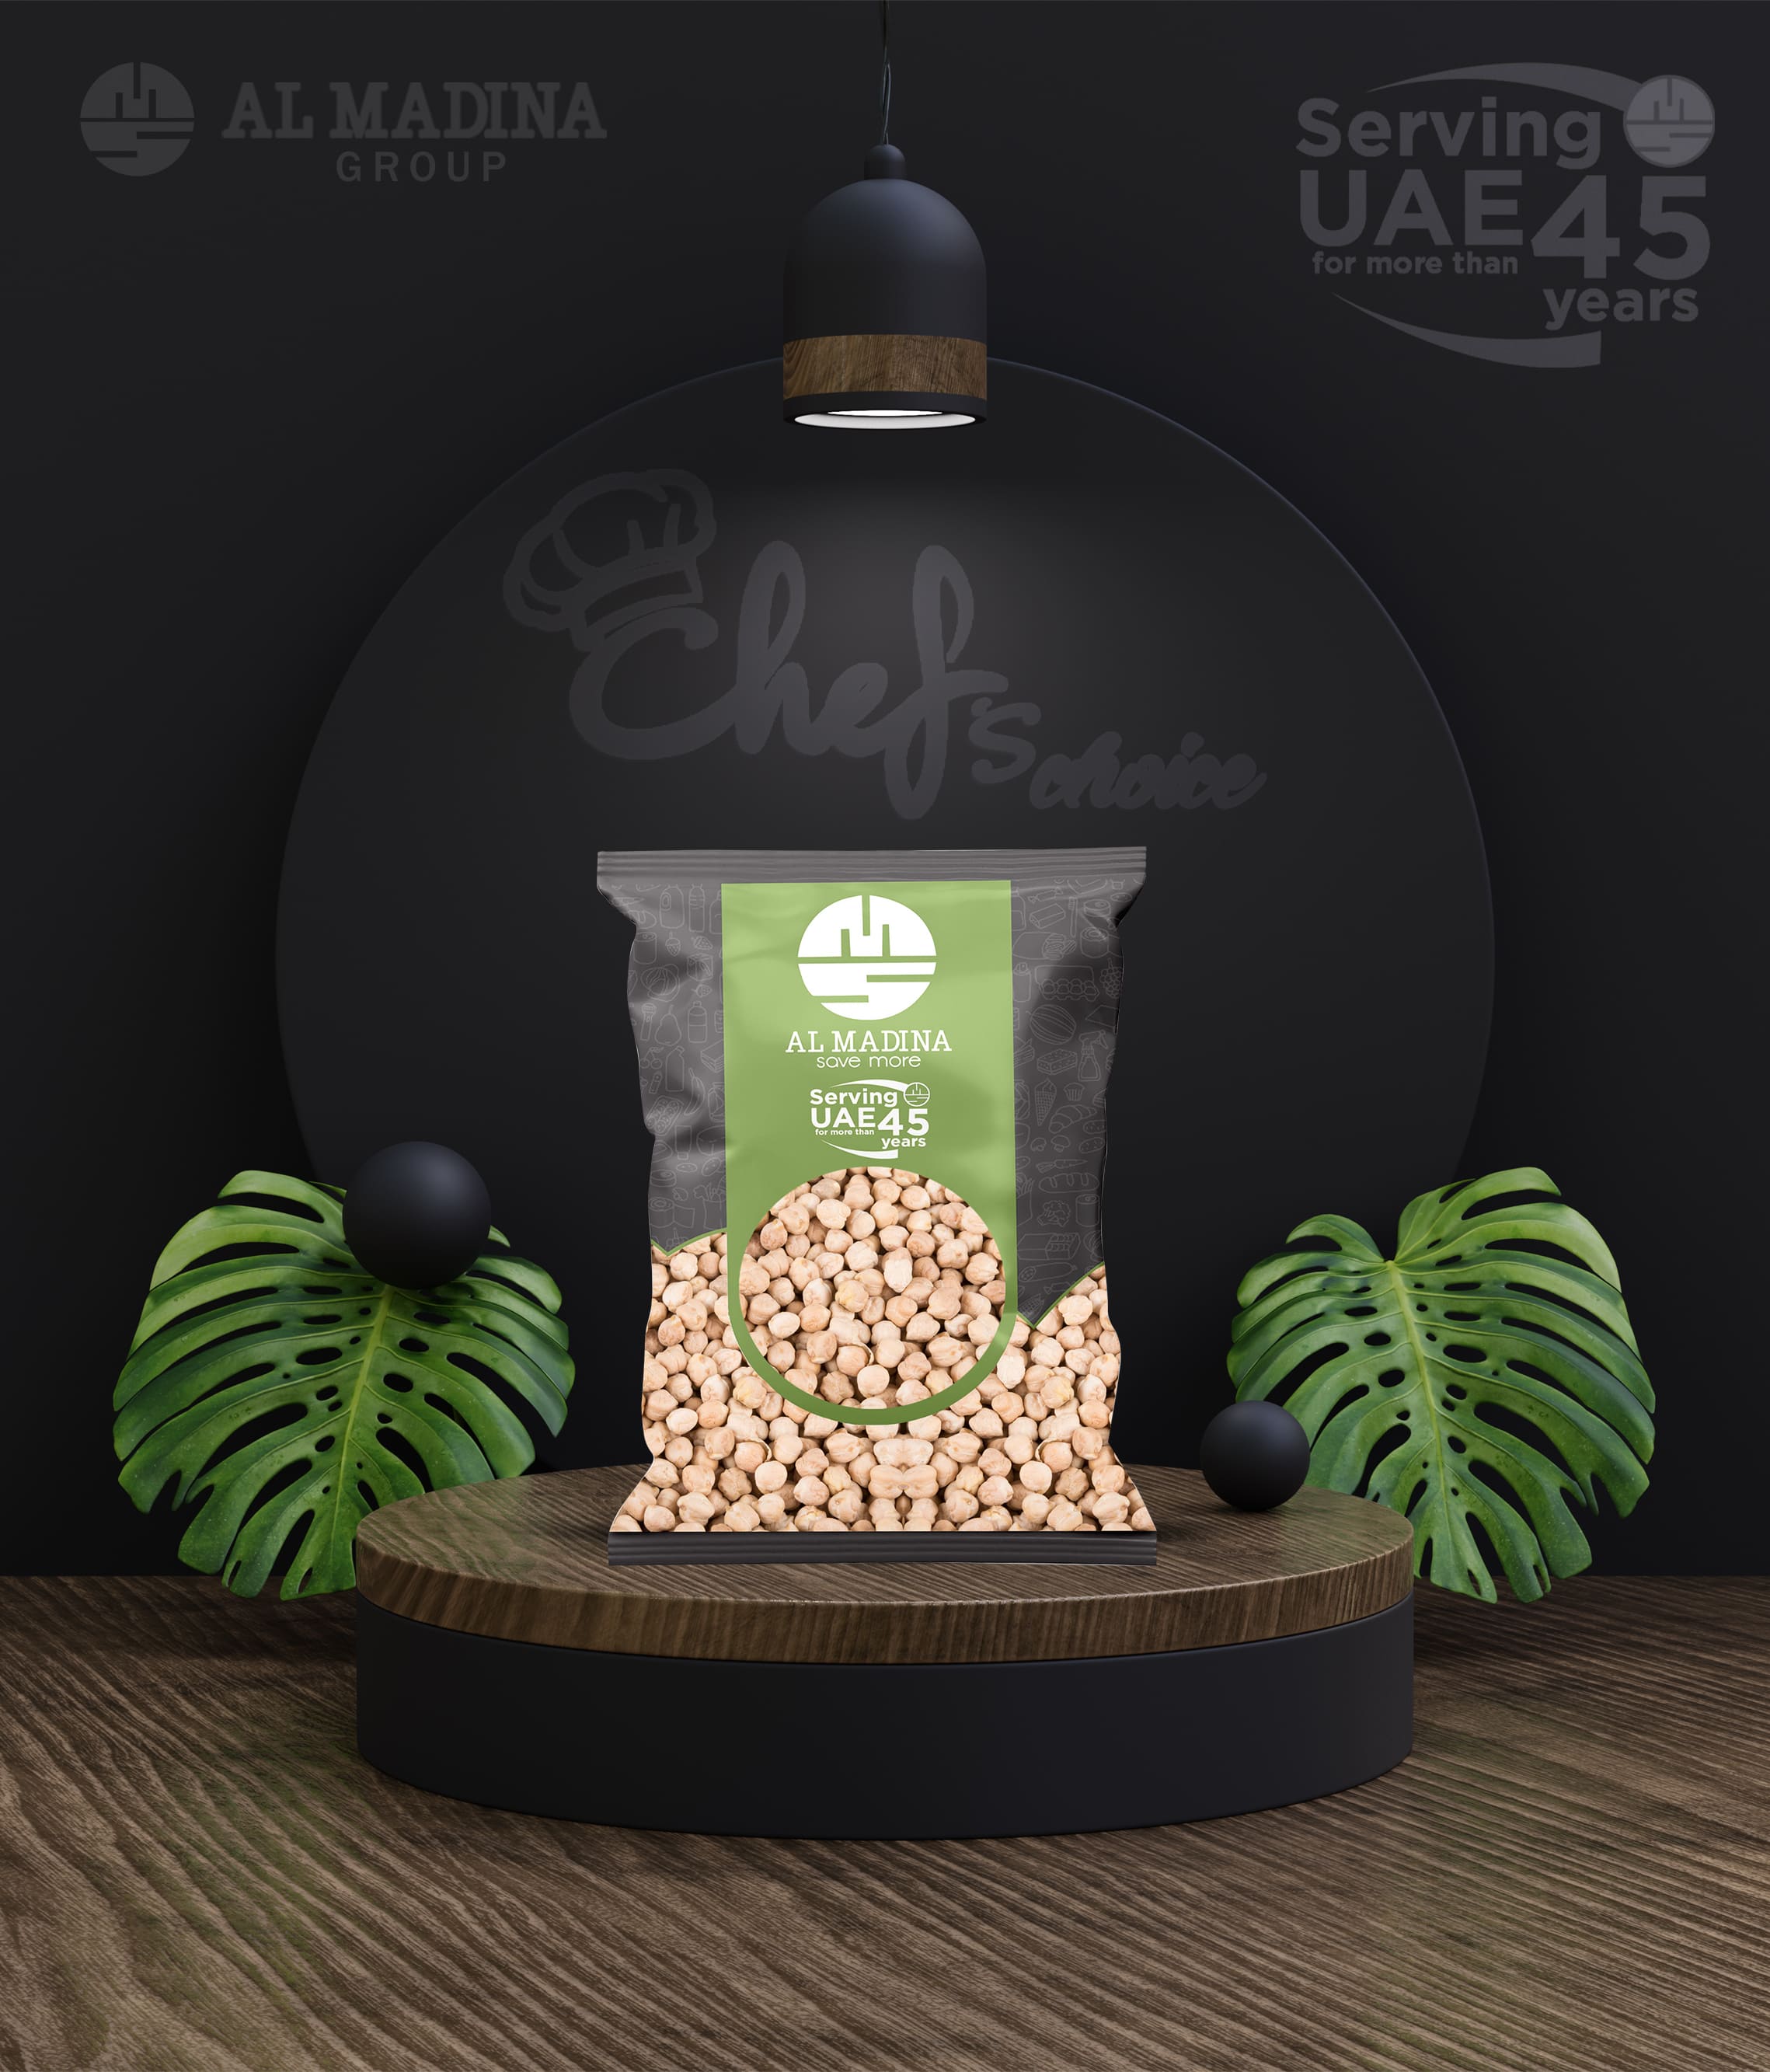 AL MADINA
GROUP
Serving
UAE 45
for more than
years
Chef's choice
AL MADINA
save more
Serving
UAE 45
for more than
years